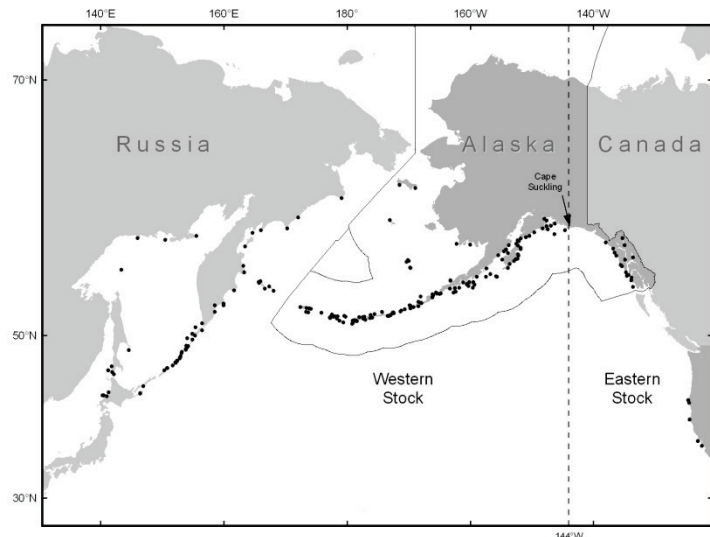 140°E 160°E 180° 160°W 140°W
70°N
Russia Alaska Canada
Cape
Suckling
50°N
Western
Stock
Eastern
Stock
30°N
144°W